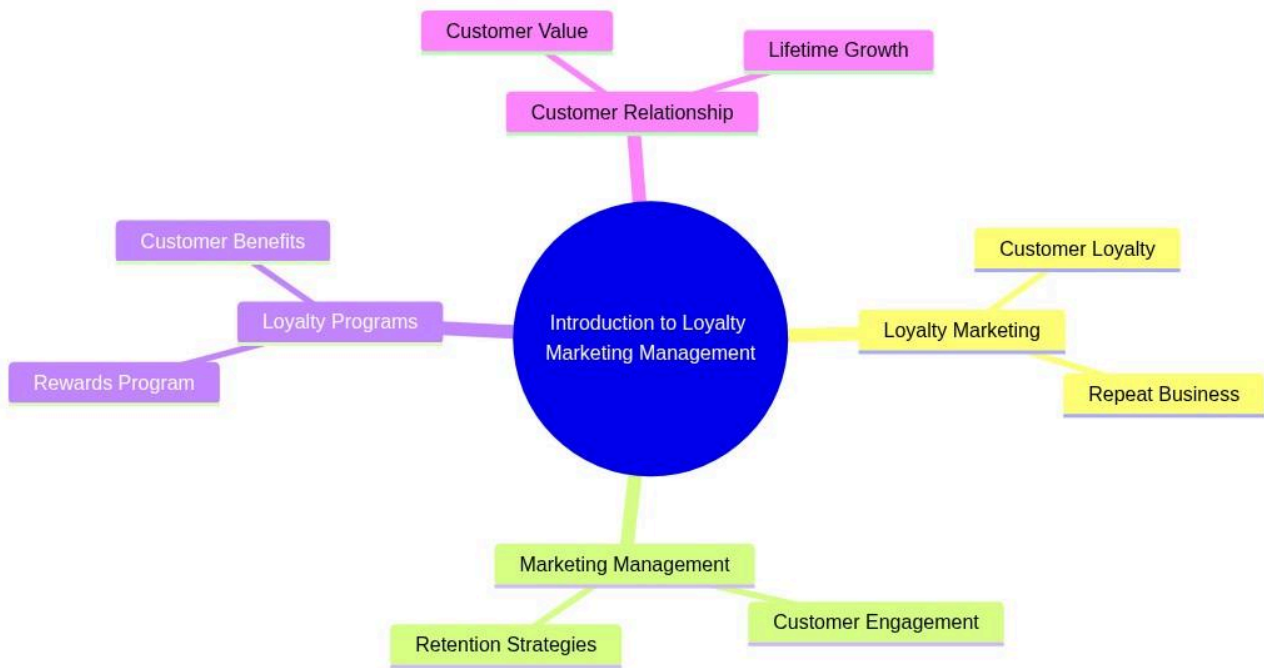 Customer Value
Lifetime Growth
Customer Relationship
Customer Benefits
Customer Loyalty
Loyalty Programs
Introduction to Loyalty
Marketing Management
Loyalty Marketing
Rewards Program
Repeat Business
Marketing Management
Customer Engagement
Retention Strategies